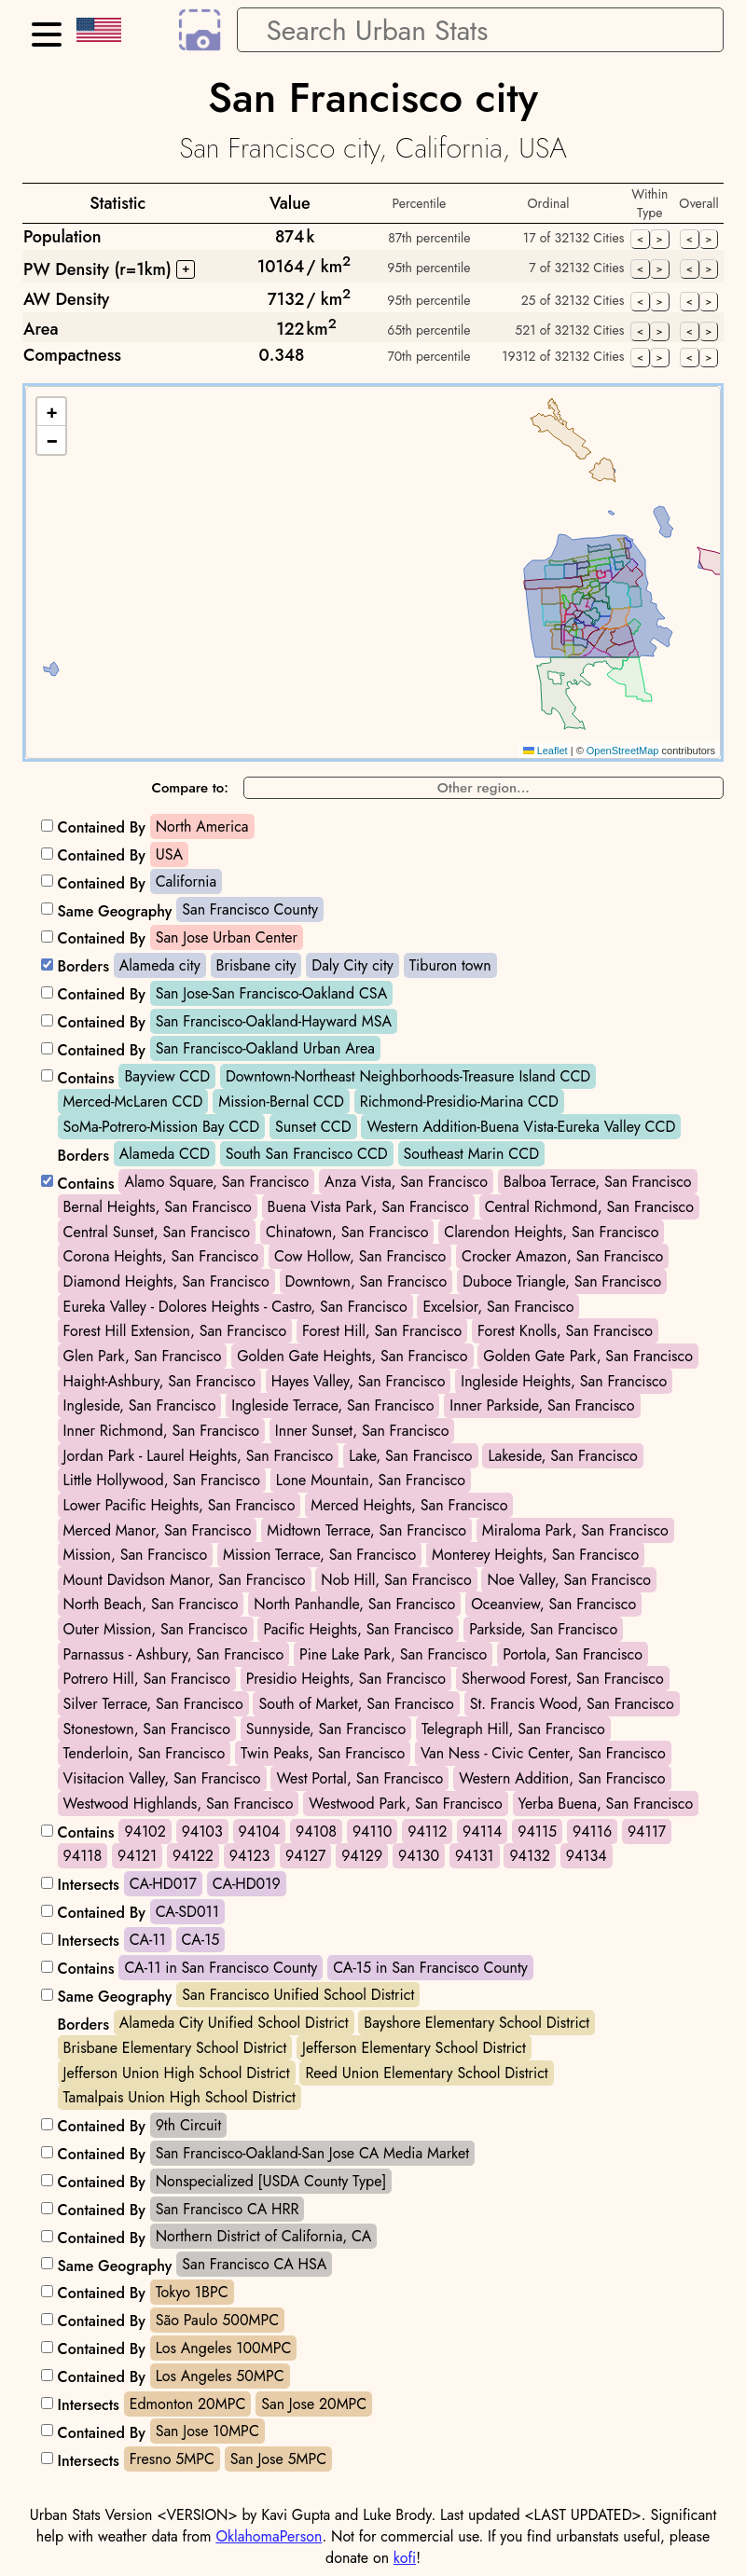 Search Urban Stats
San Francisco city
San Francisco city, California, USA
Statistic Value Percentile Ordinal Within Type Overall
Population 874 k 87th percentile 17 of 32132 Cities < > < >
PW Density (r=1km) + 10164 / km2 95th percentile 7 of 32132 Cities < > < >
AW Density 7132 / km2 95th percentile 25 of 32132 Cities < > < >
Area 122 km2 65th percentile 521 of 32132 Cities < > < >
Compactness 0.348 70th percentile 19312 of 32132 Cities < > < >
+
−
Leaflet | © OpenStreetMap contributors
Compare to: Other region...
Contained By North America
Contained By USA
Contained By California
Same Geography San Francisco County
Contained By San Jose Urban Center
Borders Alameda city Brisbane city Daly City city Tiburon town
Contained By San Jose-San Francisco-Oakland CSA
Contained By San Francisco-Oakland-Hayward MSA
Contained By San Francisco-Oakland Urban Area
Contains Bayview CCD Downtown-Northeast Neighborhoods-Treasure Island CCD
Merced-McLaren CCD Mission-Bernal CCD Richmond-Presidio-Marina CCD
SoMa-Potrero-Mission Bay CCD Sunset CCD Western Addition-Buena Vista-Eureka Valley CCD
Borders Alameda CCD South San Francisco CCD Southeast Marin CCD
Contains Alamo Square, San Francisco Anza Vista, San Francisco Balboa Terrace, San Francisco
Bernal Heights, San Francisco Buena Vista Park, San Francisco Central Richmond, San Francisco
Central Sunset, San Francisco Chinatown, San Francisco Clarendon Heights, San Francisco
Corona Heights, San Francisco Cow Hollow, San Francisco Crocker Amazon, San Francisco
Diamond Heights, San Francisco Downtown, San Francisco Duboce Triangle, San Francisco
Eureka Valley - Dolores Heights - Castro, San Francisco Excelsior, San Francisco
Forest Hill Extension, San Francisco Forest Hill, San Francisco Forest Knolls, San Francisco
Glen Park, San Francisco Golden Gate Heights, San Francisco Golden Gate Park, San Francisco
Haight-Ashbury, San Francisco Hayes Valley, San Francisco Ingleside Heights, San Francisco
Ingleside, San Francisco Ingleside Terrace, San Francisco Inner Parkside, San Francisco
Inner Richmond, San Francisco Inner Sunset, San Francisco
Jordan Park - Laurel Heights, San Francisco Lake, San Francisco Lakeside, San Francisco
Little Hollywood, San Francisco Lone Mountain, San Francisco
Lower Pacific Heights, San Francisco Merced Heights, San Francisco
Merced Manor, San Francisco Midtown Terrace, San Francisco Miraloma Park, San Francisco
Mission, San Francisco Mission Terrace, San Francisco Monterey Heights, San Francisco
Mount Davidson Manor, San Francisco Nob Hill, San Francisco Noe Valley, San Francisco
North Beach, San Francisco North Panhandle, San Francisco Oceanview, San Francisco
Outer Mission, San Francisco Pacific Heights, San Francisco Parkside, San Francisco
Parnassus - Ashbury, San Francisco Pine Lake Park, San Francisco Portola, San Francisco
Potrero Hill, San Francisco Presidio Heights, San Francisco Sherwood Forest, San Francisco
Silver Terrace, San Francisco South of Market, San Francisco St. Francis Wood, San Francisco
Stonestown, San Francisco Sunnyside, San Francisco Telegraph Hill, San Francisco
Tenderloin, San Francisco Twin Peaks, San Francisco Van Ness - Civic Center, San Francisco
Visitacion Valley, San Francisco West Portal, San Francisco Western Addition, San Francisco
Westwood Highlands, San Francisco Westwood Park, San Francisco Yerba Buena, San Francisco
Contains 94102 94103 94104 94108 94110 94112 94114 94115 94116 94117
94118 94121 94122 94123 94127 94129 94130 94131 94132 94134
Intersects CA-HD017 CA-HD019
Contained By CA-SD011
Intersects CA-11 CA-15
Contains CA-11 in San Francisco County CA-15 in San Francisco County
Same Geography San Francisco Unified School District
Borders Alameda City Unified School District Bayshore Elementary School District
Brisbane Elementary School District Jefferson Elementary School District
Jefferson Union High School District Reed Union Elementary School District
Tamalpais Union High School District
Contained By 9th Circuit
Contained By San Francisco-Oakland-San Jose CA Media Market
Contained By Nonspecialized [USDA County Type]
Contained By San Francisco CA HRR
Contained By Northern District of California, CA
Same Geography San Francisco CA HSA
Contained By Tokyo 1BPC
Contained By São Paulo 500MPC
Contained By Los Angeles 100MPC
Contained By Los Angeles 50MPC
Intersects Edmonton 20MPC San Jose 20MPC
Contained By San Jose 10MPC
Intersects Fresno 5MPC San Jose 5MPC
Urban Stats Version <VERSION> by Kavi Gupta and Luke Brody. Last updated <LAST UPDATED>. Significant
help with weather data from OklahomaPerson. Not for commercial use. If you find urbanstats useful, please
donate on kofi!